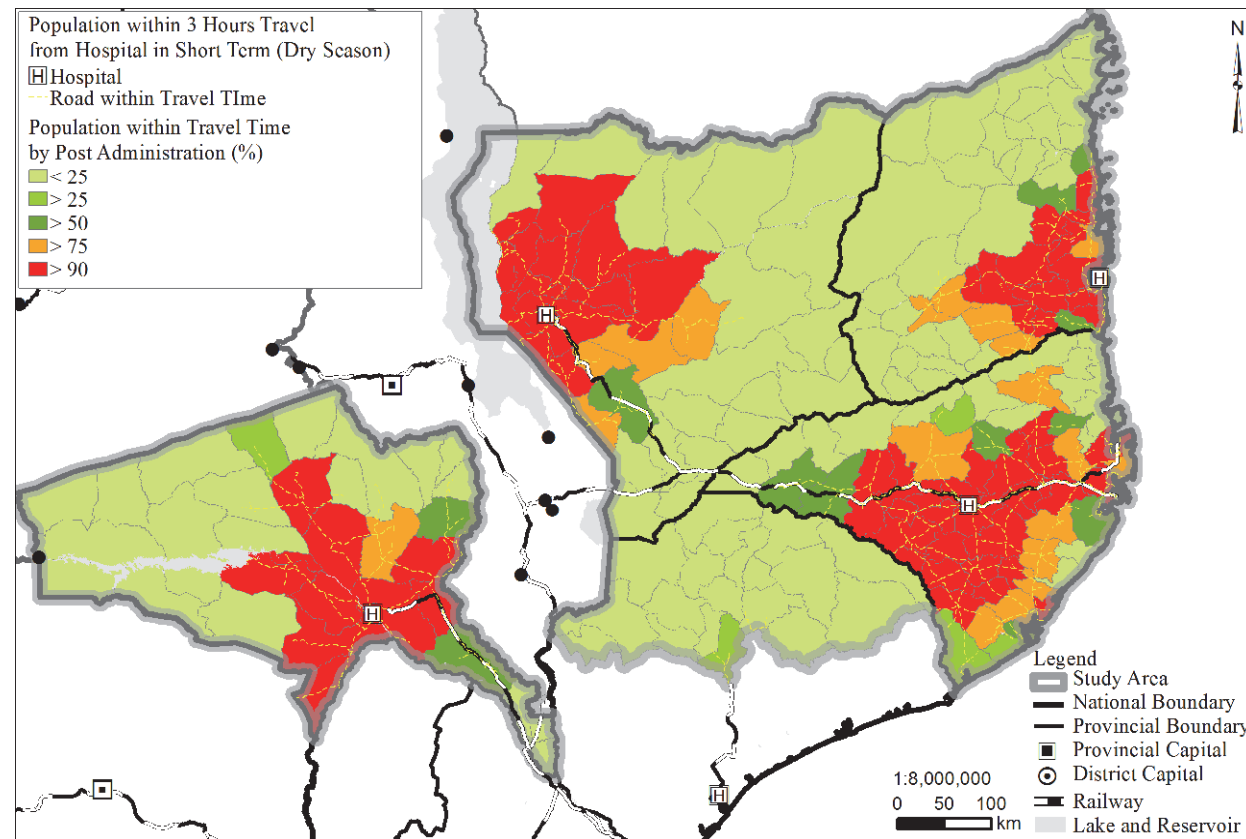 Population within 3 Hours Travel
from Hospital in Short Term (Dry Season)
H Hospital
Road within Travel TIme
Population within Travel Time
by Post Administration (%)
< 25
> 25
> 50
> 75
> 90
N
H
H
H
H
H
Legend
Study Area
National Boundary
Provincial Boundary
Provincial Capital
District Capital
Railway
Lake and Reservoir
1:8,000,000
0 50 100
km